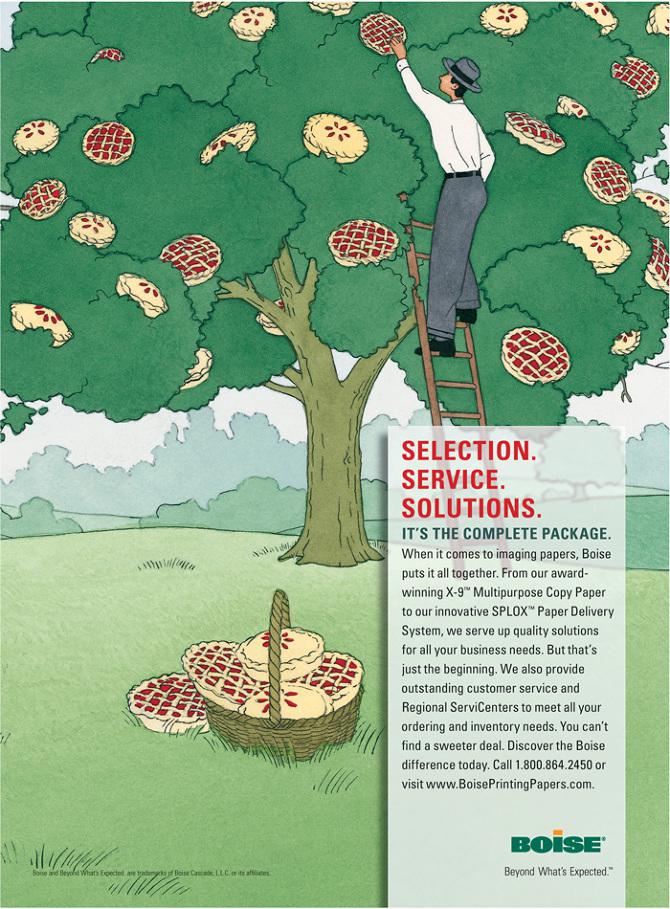 SELECTION.
SERVICE.
SOLUTIONS.
IT'S THE COMPLETE PACKAGE.
When it comes to imaging papers, Boise
puts it all together. From our award-
winning X-9™ Multipurpose Copy Paper
to our innovative SPLOX™ Paper Delivery
System, we serve up quality solutions
for all your business needs. But that's
just the beginning. We also provide
outstanding customer service and
Regional ServiCenters to meet all your
ordering and inventory needs. You can't
find a sweeter deal. Discover the Boise
difference today. Call 1.800.864.2450 or
visit www.BoisePrintingPapers.com.
BOISE®
Beyond What's Expected.™
Boise and Beyond What's Expected. are trademarks of Boise Cascade, L.L.C. or its affiliates.